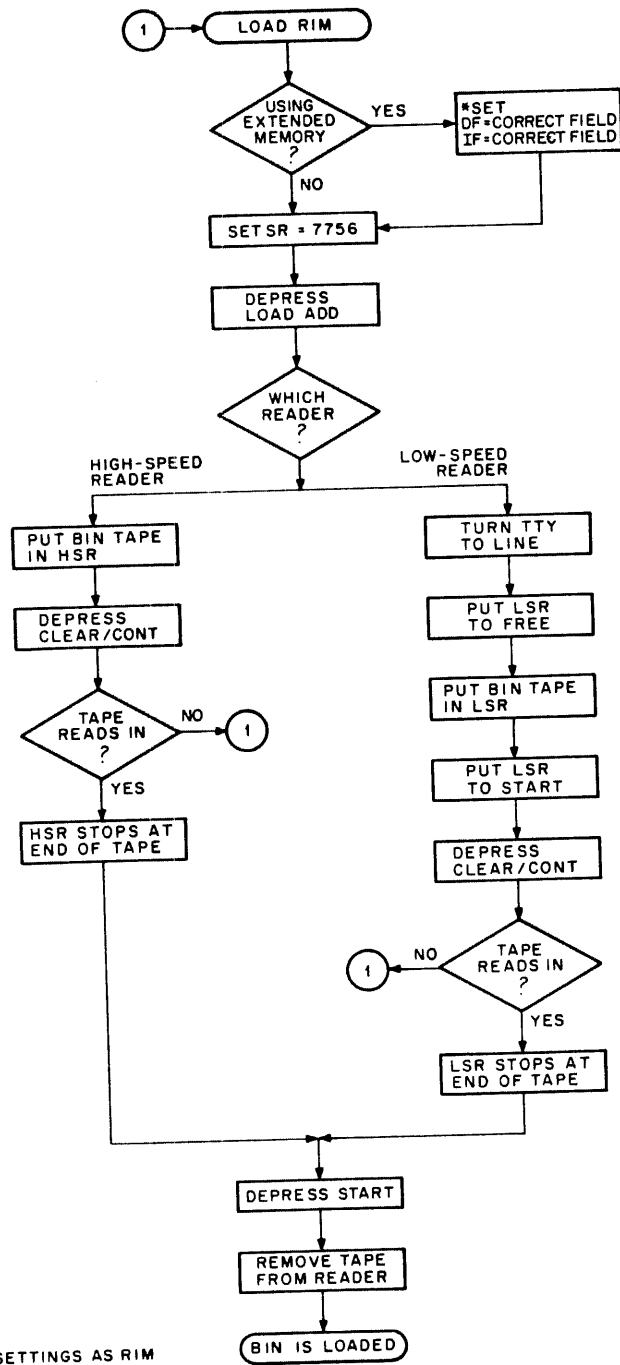 1
LOAD RIM
USING
EXTENDED
MEMORY
?
YES
*SET
DF=CORRECT FIELD
IF=CORRECT FIELD
NO
SET SR = 7756
DEPRESS
LOAD ADD
WHICH
READER
?
HIGH-SPEED
READER
LOW-SPEED
READER
PUT BIN TAPE
IN HSR
DEPRESS
CLEAR/CONT
TAPE
READS IN
?
NO
1
YES
HSR STOPS AT
END OF TAPE
TURN TTY
TO LINE
PUT LSR
TO FREE
PUT BIN TAPE
IN LSR
PUT LSR
TO START
DEPRESS
CLEAR/CONT
TAPE
READS IN
?
NO
1
YES
LSR STOPS AT
END OF TAPE
DEPRESS START
REMOVE TAPE
FROM READER
BIN IS LOADED
SETTINGS AS RIM